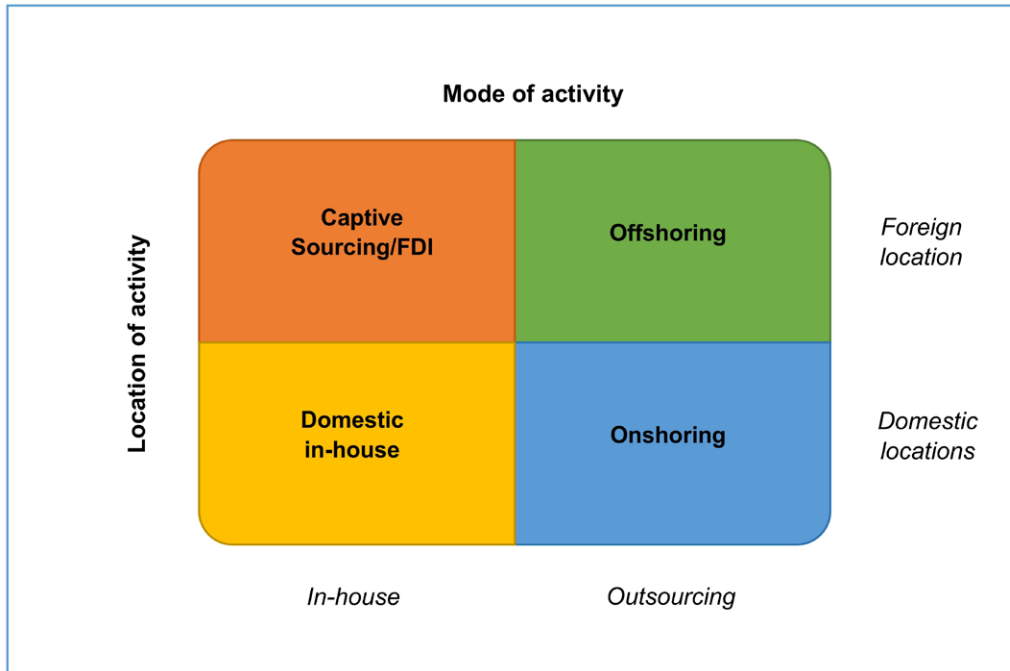 Mode of activity
Location of activity
Captive
Sourcing/FDI
Offshoring
Foreign
location
Domestic
in-house
Onshoring
Domestic
locations
In-house
Outsourcing